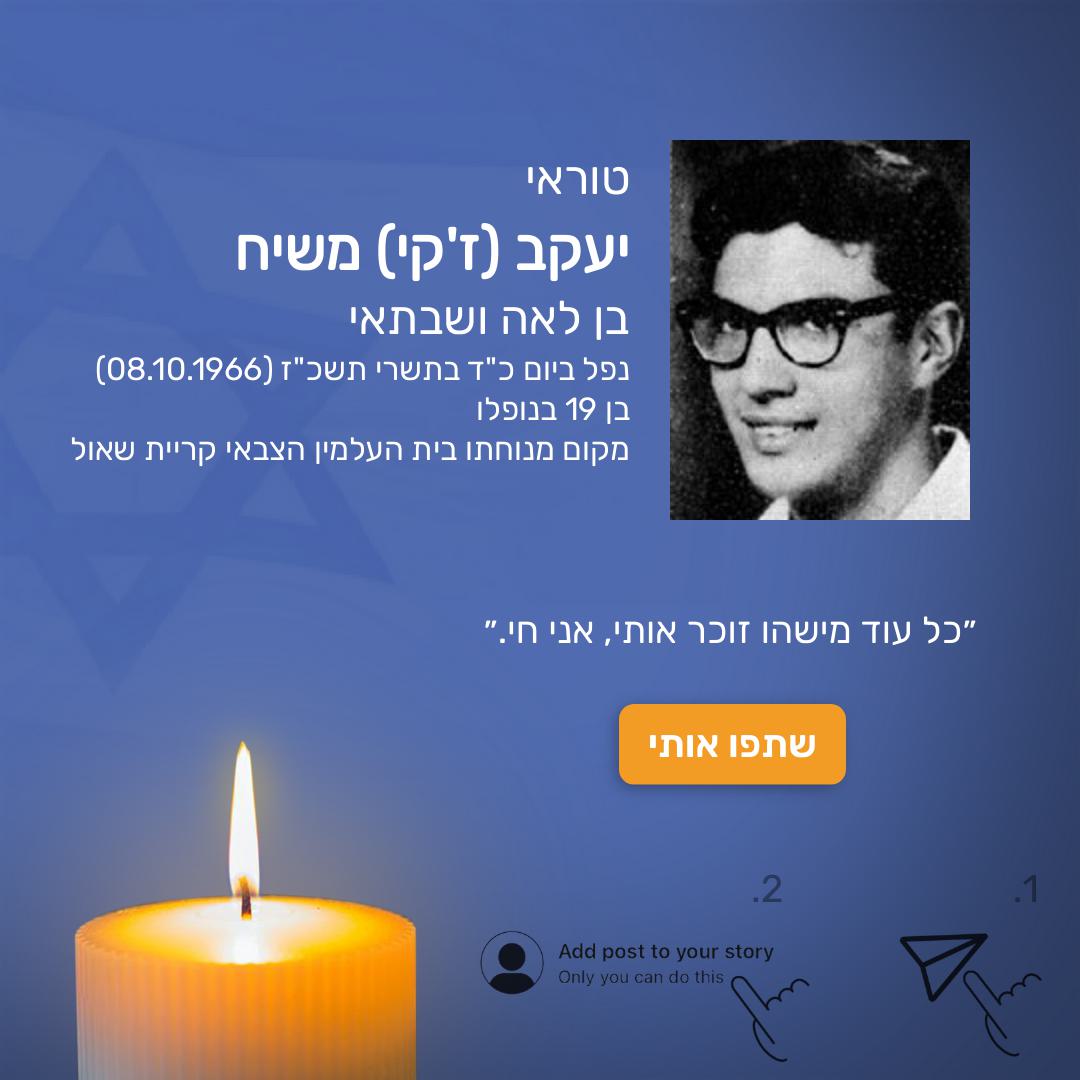 טוראי
יעקב (ז'קי) משיח
בן לאה ושבתאי
נפל ביום כ"ד בתשרי תשכ"ז (08.10.1966)
בן 19 בנופלו
מקום מנוחתו בית העלמין הצבאי קריית שאול
״כל עוד מישהו זוכר אותי, אני חי.״
שתפו אותי
1.
2.
Add post to your story
Only you can do this